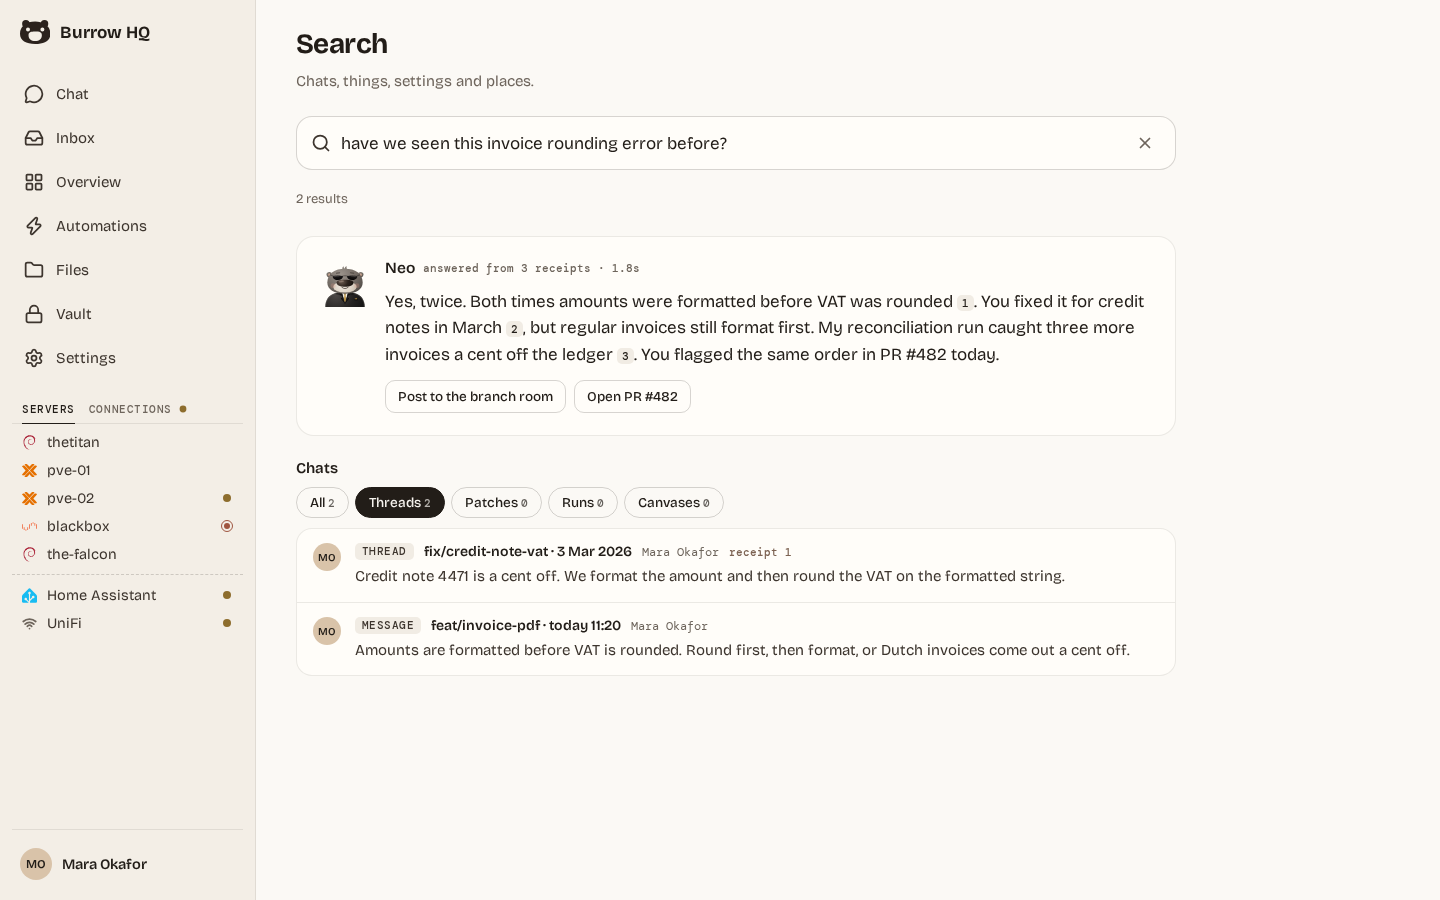 Burrow HQ
Chat
Inbox
Overview
Automations
Files
Vault
Settings
SERVERS CONNECTIONS
thetitan
pve-01
pve-02
blackbox
the-falcon
Home Assistant
UniFi
MO Mara Okafor
Search
Chats, things, settings and places.
have we seen this invoice rounding error before?
2 results
Neo answered from 3 receipts · 1.8s
Yes, twice. Both times amounts were formatted before VAT was rounded 1. You fixed it for credit
notes in March 2, but regular invoices still format first. My reconciliation run caught three more
invoices a cent off the ledger 3. You flagged the same order in PR #482 today.
Post to the branch room Open PR #482
Chats
All 2 Threads 2 Patches 0 Runs 0 Canvases 0
MO THREAD fix/credit-note-vat · 3 Mar 2026 Mara Okafor receipt 1
Credit note 4471 is a cent off. We format the amount and then round the VAT on the formatted string.
MO MESSAGE feat/invoice-pdf · today 11:20 Mara Okafor
Amounts are formatted before VAT is rounded. Round first, then format, or Dutch invoices come out a cent off.